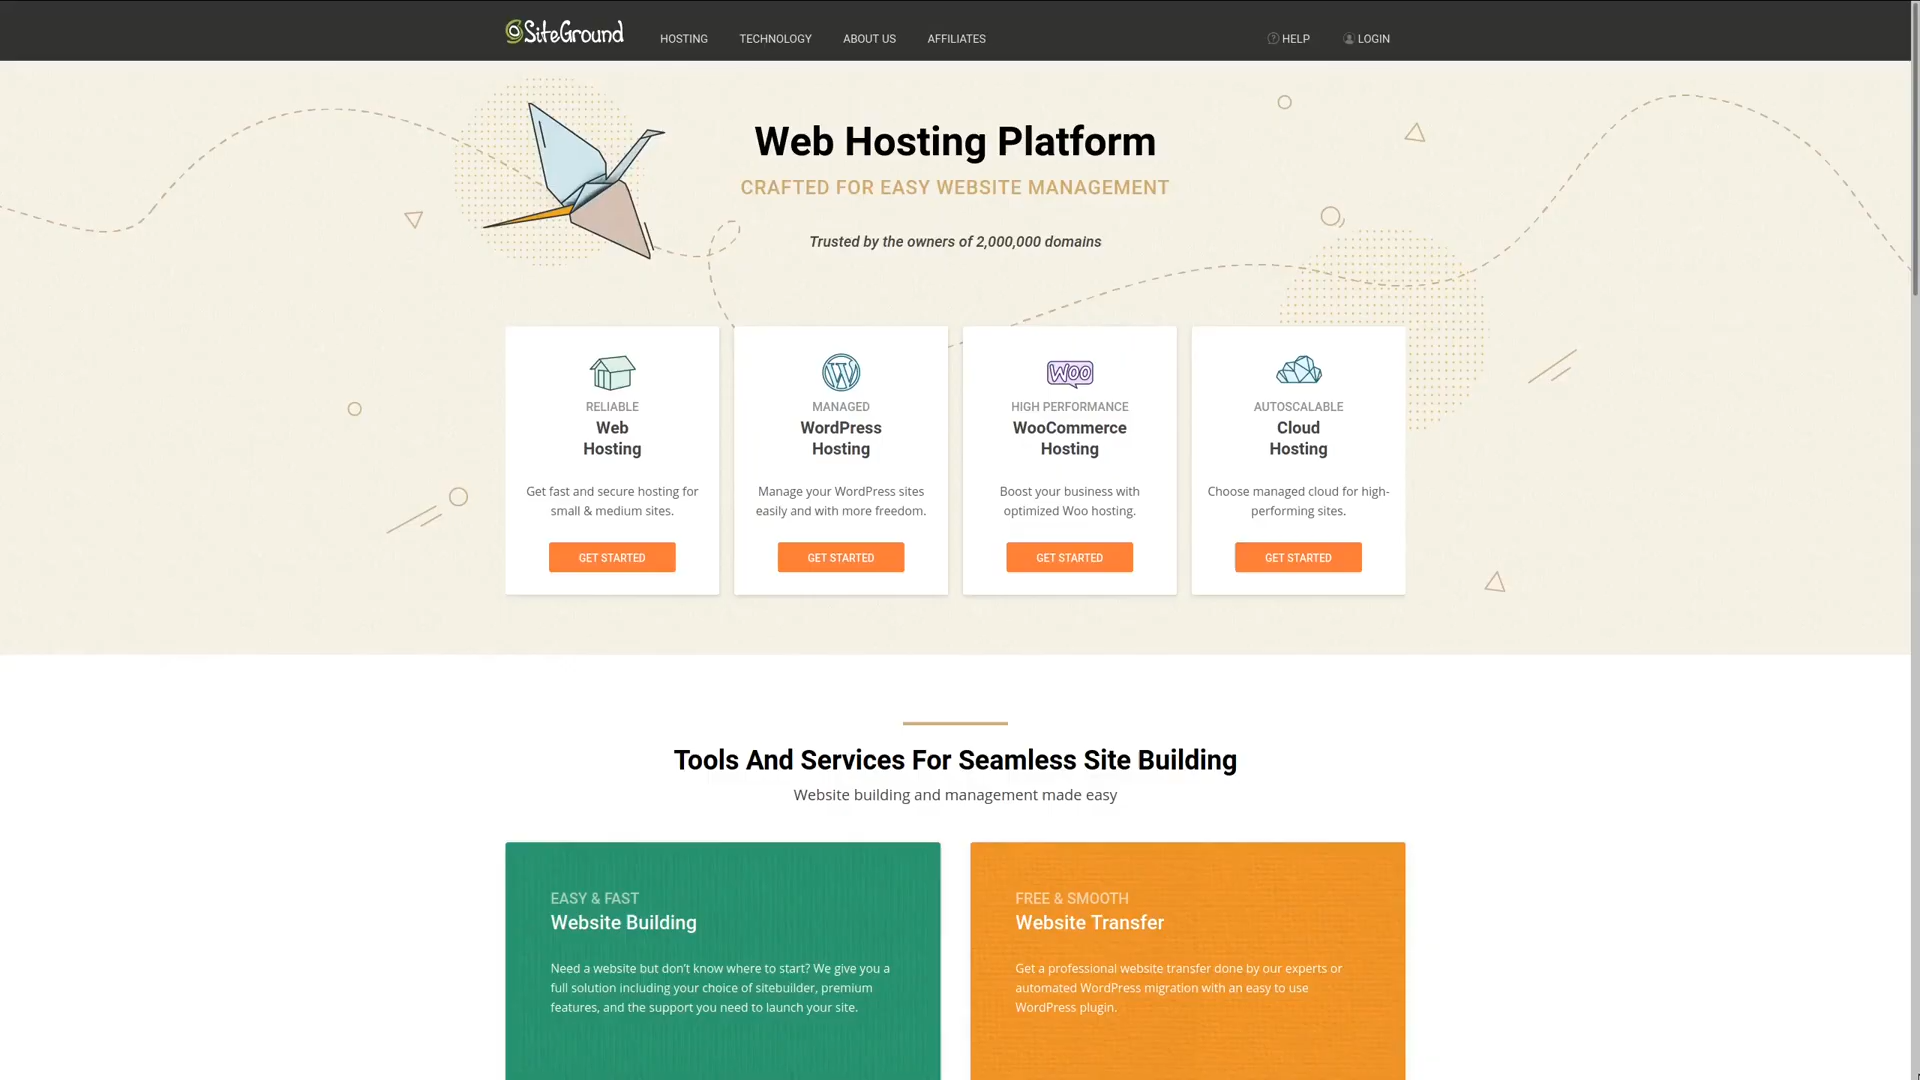 SiteGround
HOSTING
TECHNOLOGY
ABOUT US
AFFILIATES
HELP
LOGIN
Web Hosting Platform
CRAFTED FOR EASY WEBSITE MANAGEMENT
Trusted by the owners of 2,000,000 domains
RELIABLE
Web
Hosting
Get fast and secure hosting for
small & medium sites.
GET STARTED
MANAGED
WordPress
Hosting
Manage your WordPress sites
easily and with more freedom.
GET STARTED
WOO
HIGH PERFORMANCE
WooCommerce
Hosting
Boost your business with
optimized Woo hosting.
GET STARTED
AUTOSCALABLE
Cloud
Hosting
Choose managed cloud for high-
performing sites.
GET STARTED
Tools And Services For Seamless Site Building
Website building and management made easy
EASY & FAST
Website Building
Need a website but don't know where to start? We give you a
full solution including your choice of sitebuilder, premium
features, and the support you need to launch your site.
FREE & SMOOTH
Website Transfer
Get a professional website transfer done by our experts or
automated WordPress migration with an easy to use
WordPress plugin.